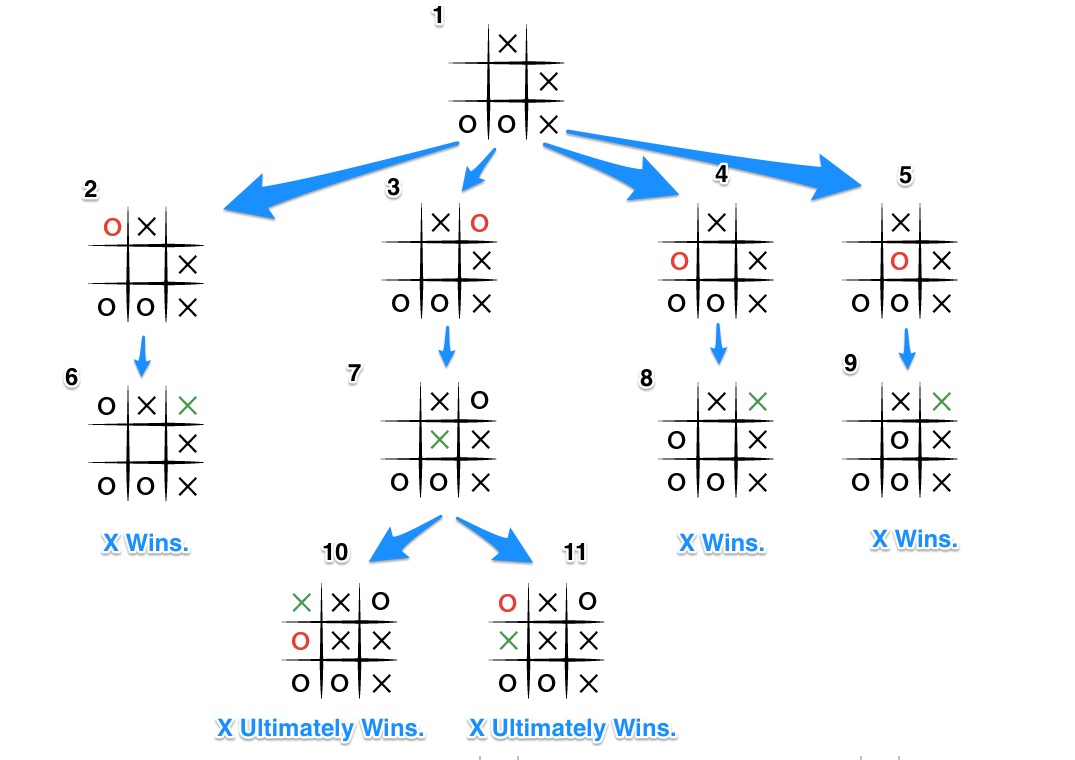 1
X
X
O O X
2
3
4
5
O X
X
O O X
X O
X
O O X
X
O X
O O X
X
O X
O O X
6
7
8
9
O X X
X
O O X
X O
X X
O O X
X X
O X
O O X
X X
O X
O O X
X Wins.
X Wins.
X Wins.
10
11
X X O
O X X
O O X
O X O
X X X
O O X
X Ultimately Wins.
X Ultimately Wins.